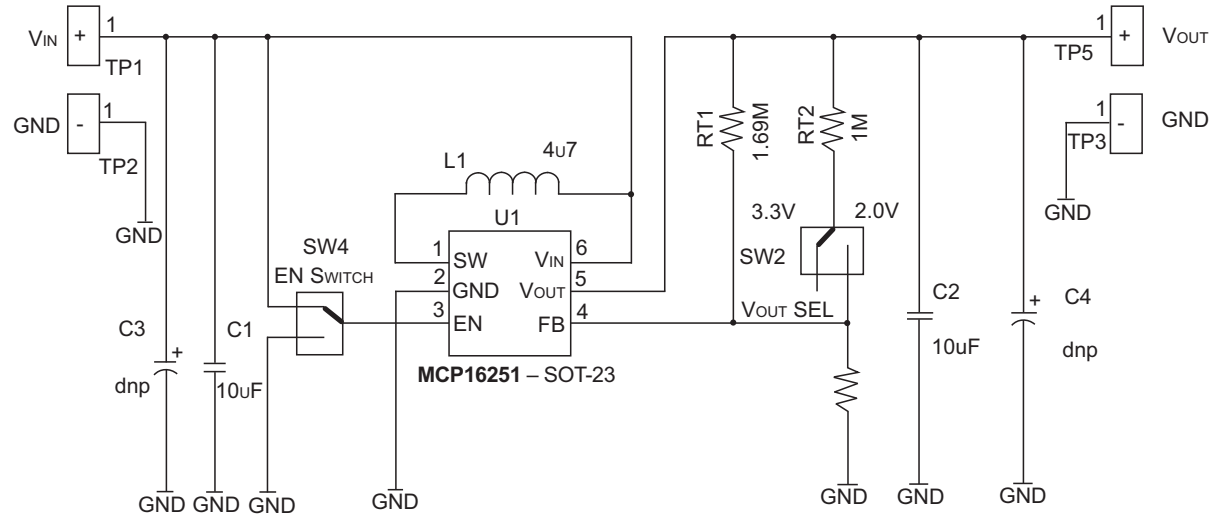 VIN
+
1
TP1
GND
-
1
TP2
GND
1
+
TP5
VOUT
1
-
TP3
GND
GND
RT1
1.69M
RT2
1M
L1
4U7
U1
3.3V
2.0V
SW2
VOUT SEL
SW4
EN SWITCH
1
SW
2
GND
3
EN
VIN
6
VOUT
5
FB
4
MCP16251 – SOT-23
C3
+
dnp
C1
10UF
C2
10uF
C4
+
dnp
GND
GND
GND
GND
GND
GND
GND